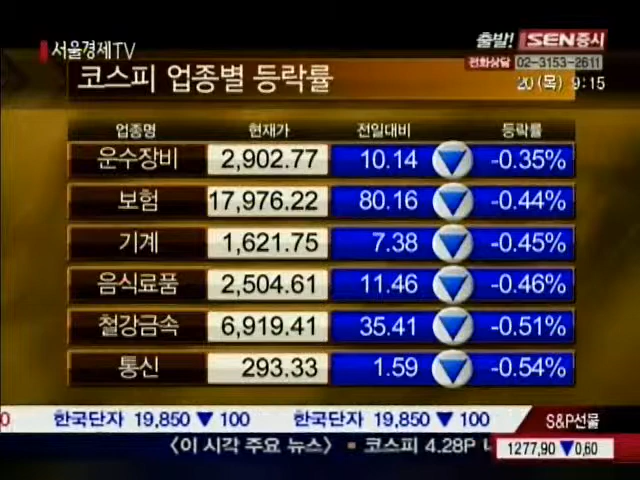 서울경제TV
출발! SEN증시
전화상담 02-3153-2611
코스피 업종별 등락률
20(목) 9:15
업종명 현재가 전일대비 등락률
운수장비 2,902.77 10.14 ▼ -0.35%
보험 17,976.22 80.16 ▼ -0.44%
기계 1,621.75 7.38 ▼ -0.45%
음식료품 2,504.61 11.46 ▼ -0.46%
철강금속 6,919.41 35.41 ▼ -0.51%
통신 293.33 1.59 ▼ -0.54%
0 한국단자 19,850 ▼ 100 한국단자 19,850 ▼ 100 S&P선물
<이 시각 주요 뉴스> ▪ 코스피 4.28P 1277,90 ▼0,60